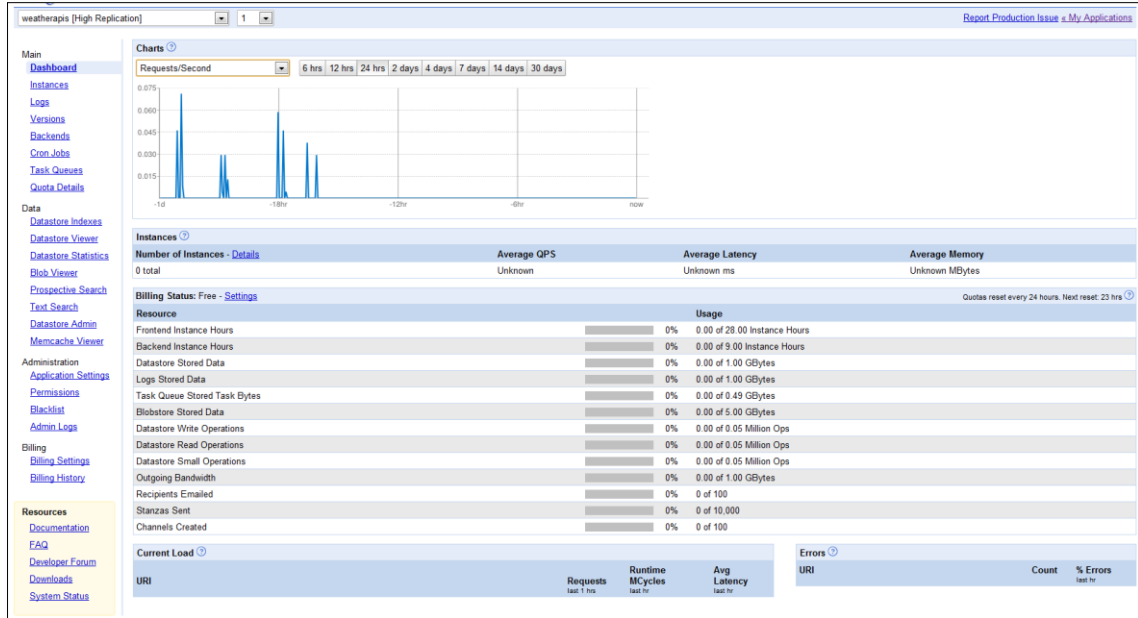 weatherapis [High Replication] 1 Report Production Issue « My Applications
Main
Dashboard
Instances
Logs
Versions
Backends
Cron Jobs
Task Queues
Quota Details
Data
Datastore Indexes
Datastore Viewer
Datastore Statistics
Blob Viewer
Prospective Search
Text Search
Datastore Admin
Memcache Viewer
Administration
Application Settings
Permissions
Blacklist
Admin Logs
Billing
Billing Settings
Billing History
Resources
Documentation
FAQ
Developer Forum
Downloads
System Status
Charts ?
Requests/Second 6 hrs 12 hrs 24 hrs 2 days 4 days 7 days 14 days 30 days
0.075
0.060
0.045
0.030
0.015
-1d -18hr -12hr -6hr now
Instances ?
Number of Instances - Details Average QPS Average Latency Average Memory
0 total Unknown Unknown ms Unknown MBytes
Billing Status: Free - Settings Quotas reset every 24 hours. Next reset: 23 hrs ?
Resource Usage
Frontend Instance Hours 0% 0.00 of 28.00 Instance Hours
Backend Instance Hours 0% 0.00 of 9.00 Instance Hours
Datastore Stored Data 0% 0.00 of 1.00 GBytes
Logs Stored Data 0% 0.00 of 1.00 GBytes
Task Queue Stored Task Bytes 0% 0.00 of 0.49 GBytes
Blobstore Stored Data 0% 0.00 of 5.00 GBytes
Datastore Write Operations 0% 0.00 of 0.05 Million Ops
Datastore Read Operations 0% 0.00 of 0.05 Million Ops
Datastore Small Operations 0% 0.00 of 0.05 Million Ops
Outgoing Bandwidth 0% 0.00 of 1.00 GBytes
Recipients Emailed 0% 0 of 100
Stanzas Sent 0% 0 of 10,000
Channels Created 0% 0 of 100
Current Load ?
URI Requests last 1 hrs Runtime MCycles last hr Avg Latency last hr
Errors ?
URI Count % Errors last hr